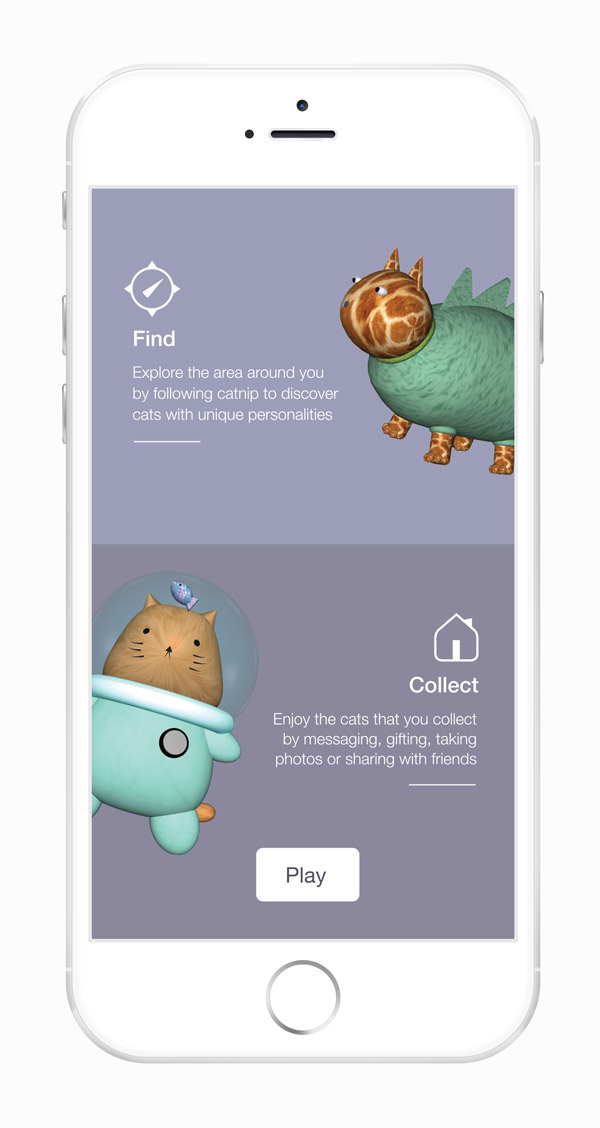 Find
Explore the area around you
by following catnip to discover
cats with unique personalities
Collect
Enjoy the cats that you collect
by messaging, gifting, taking
photos or sharing with friends
Play